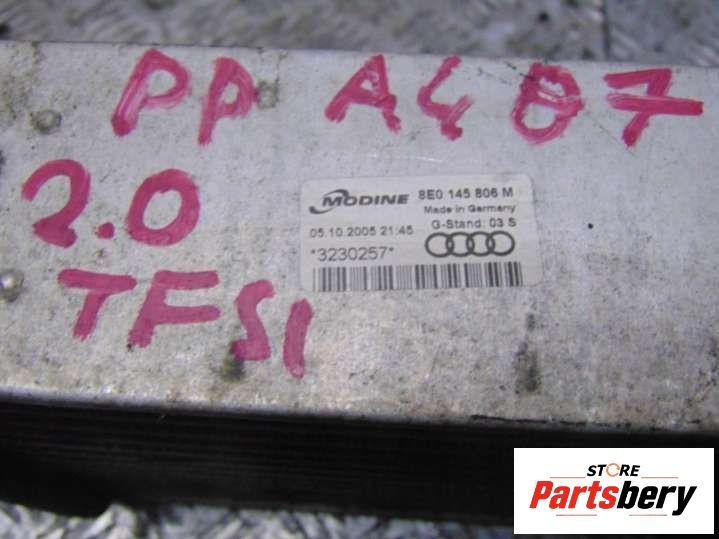 PP A4 07
2.0
TFSI
MODINE 8E0 145 806 M
Made in Germany
05.10.2005 21:45 G-Stand: 03 S
*3230257*
STORE
Partsbery